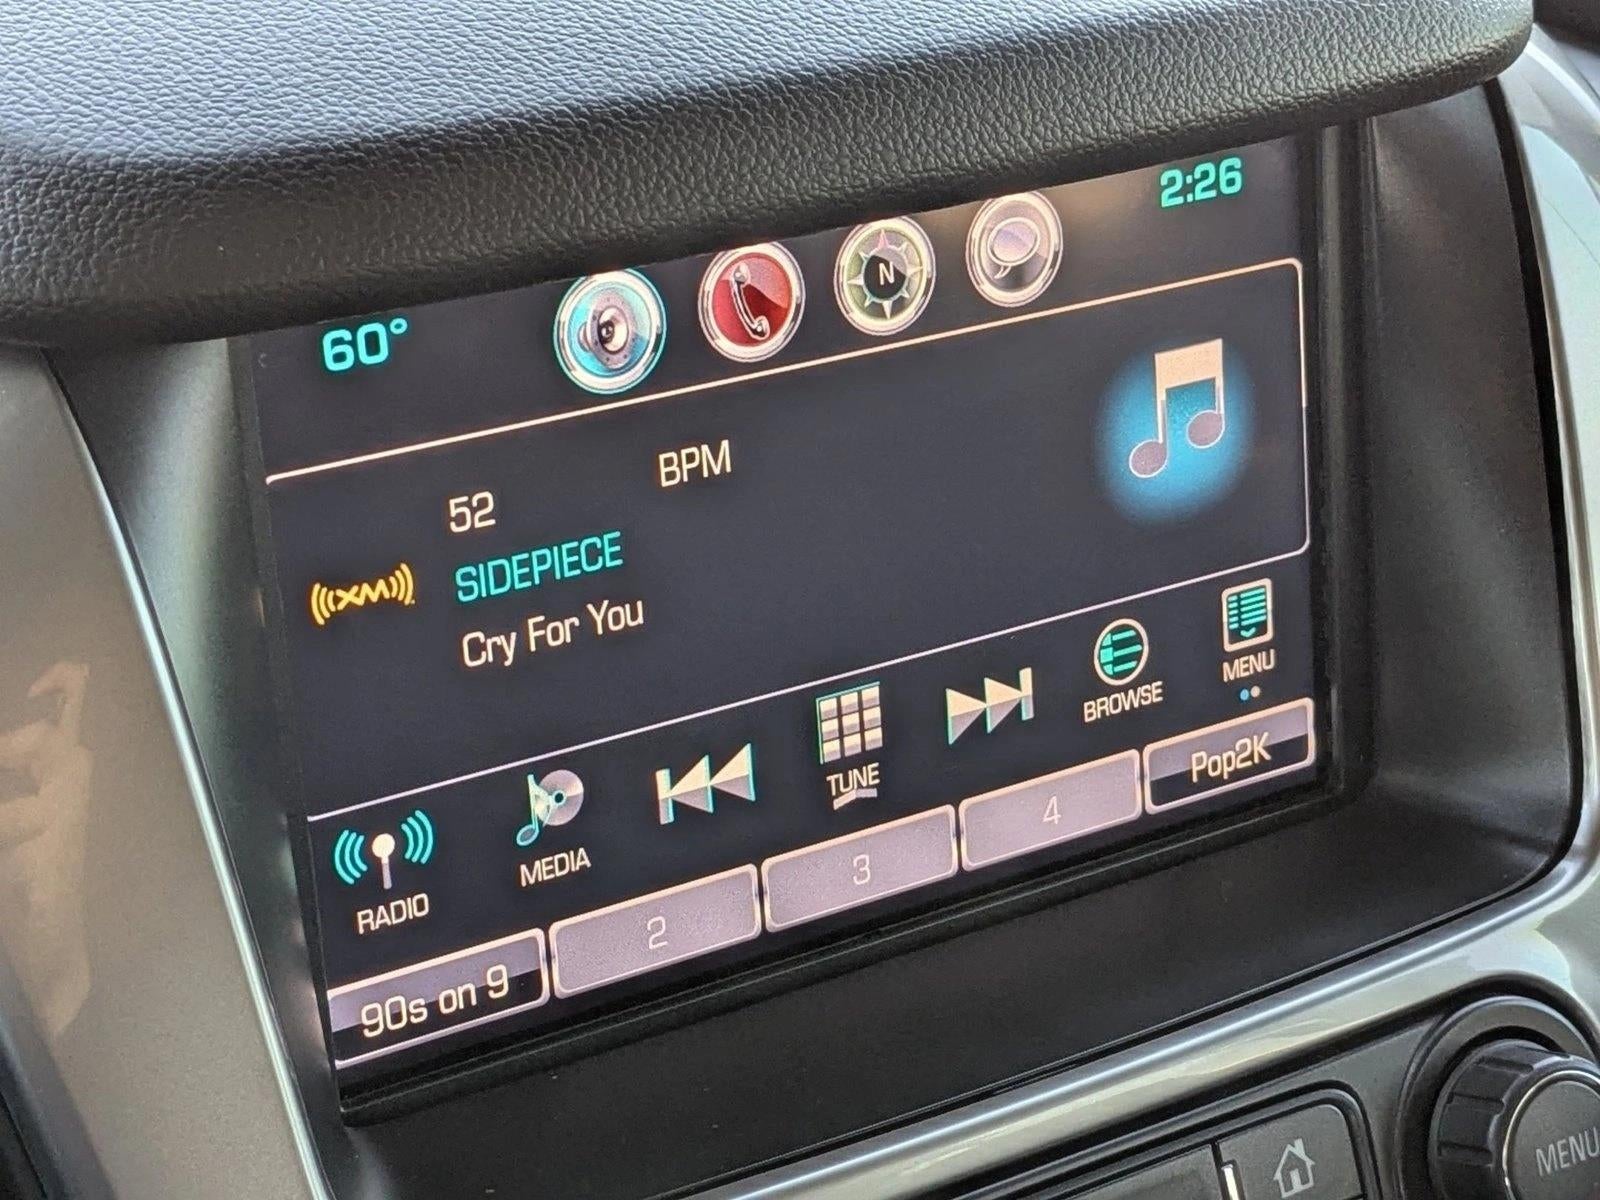 2:26
60°
N
BPM
52
SIDEPIECE
((XM))
Cry For You
MENU
BROWSE
TUNE
MEDIA
RADIO
90s on 9
2
3
4
Pop2K
MENU